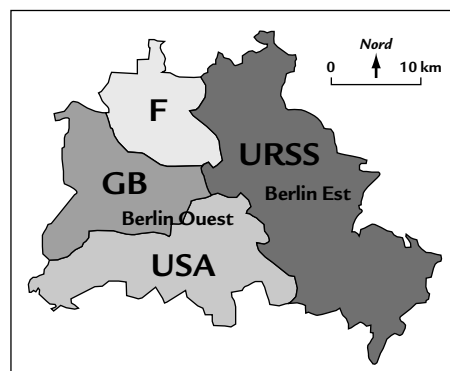 Nord
0 10 km
F
URSS
GB
Berlin Est
Berlin Ouest
USA